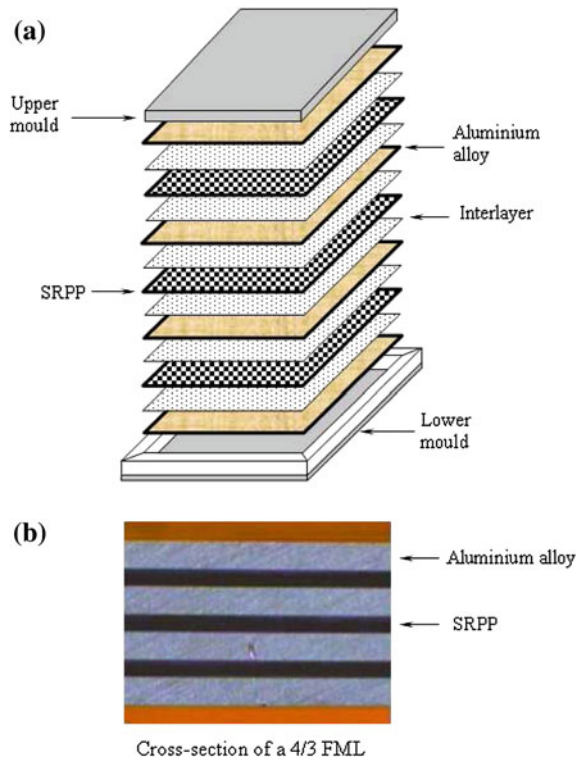 (a)
Upper
mould
Aluminium
alloy
Interlayer
SRPP
Lower
mould
(b)
Aluminium alloy
SRPP
Cross-section of a 4/3 FML